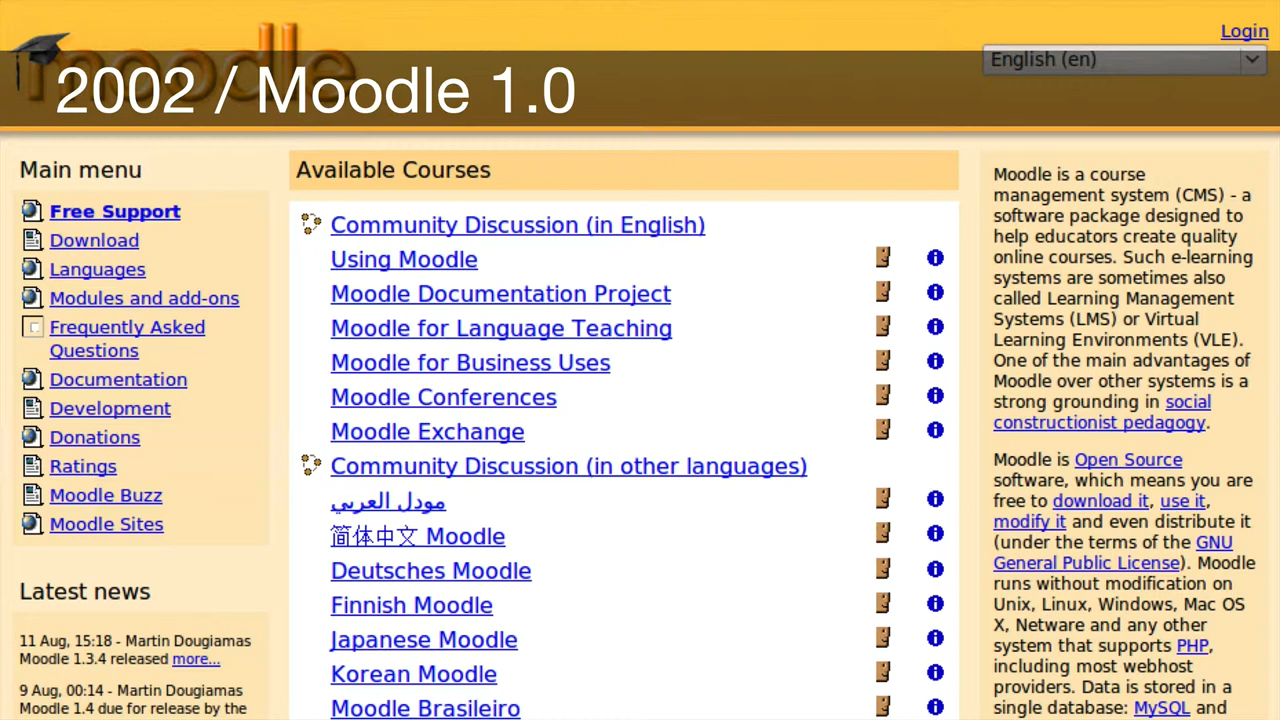 moodle
Login
English (en)
2002 / Moodle 1.0
Main menu
Free Support
Download
Languages
Modules and add-ons
Frequently Asked
Questions
Documentation
Development
Donations
Ratings
Moodle Buzz
Moodle Sites
Latest news
11 Aug, 15:18 - Martin Dougiamas
Moodle 1.3.4 released more...
9 Aug, 00:14 - Martin Dougiamas
Moodle 1.4 due for release by the
Available Courses
Community Discussion (in English)
Using Moodle
Moodle Documentation Project
Moodle for Language Teaching
Moodle for Business Uses
Moodle Conferences
Moodle Exchange
Community Discussion (in other languages)
مودل العربي
简体中文 Moodle
Deutsches Moodle
Finnish Moodle
Japanese Moodle
Korean Moodle
Moodle Brasileiro
Moodle is a course
management system (CMS) - a
software package designed to
help educators create quality
online courses. Such e-learning
systems are sometimes also
called Learning Management
Systems (LMS) or Virtual
Learning Environments (VLE).
One of the main advantages of
Moodle over other systems is a
strong grounding in social
constructionist pedagogy.
Moodle is Open Source
software, which means you are
free to download it, use it,
modify it and even distribute it
(under the terms of the GNU
General Public License). Moodle
runs without modification on
Unix, Linux, Windows, Mac OS
X, Netware and any other
system that supports PHP,
including most webhost
providers. Data is stored in a
single database: MySQL and